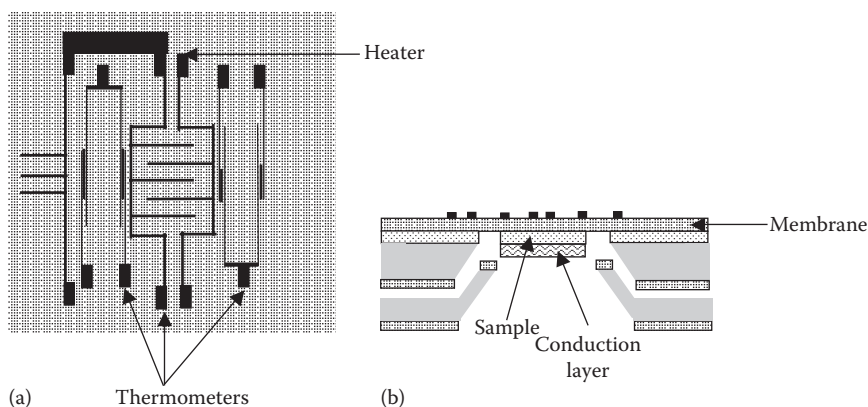 Heater
Membrane
Sample
Conduction
layer
(a)
Thermometers
(b)